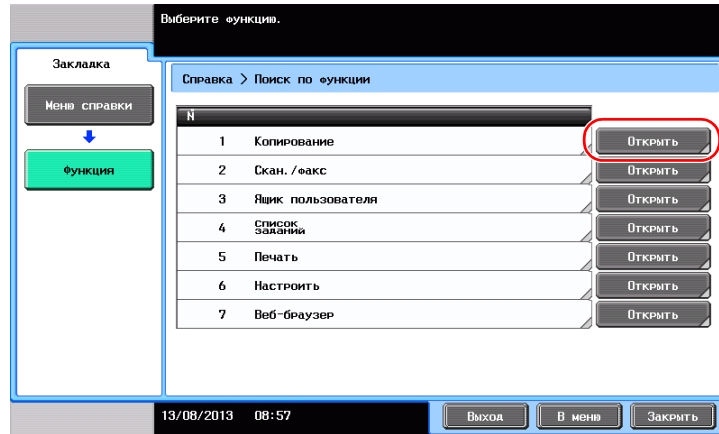 Выберите функцию.
Закладка
Справка > Поиск по функции
Меню справки
№
1 Копирование Открыть
Функция
2 Скан./факс Открыть
3 Ящик пользователя Открыть
4 Список заданий Открыть
5 Печать Открыть
6 Настроить Открыть
7 Веб-браузер Открыть
13/08/2013 08:57 Выход В меню Закрыть